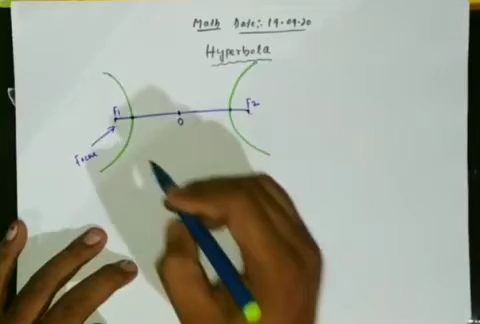 Math Date:- 19-09-20
Hyperbola
F1 F2
O
Focus